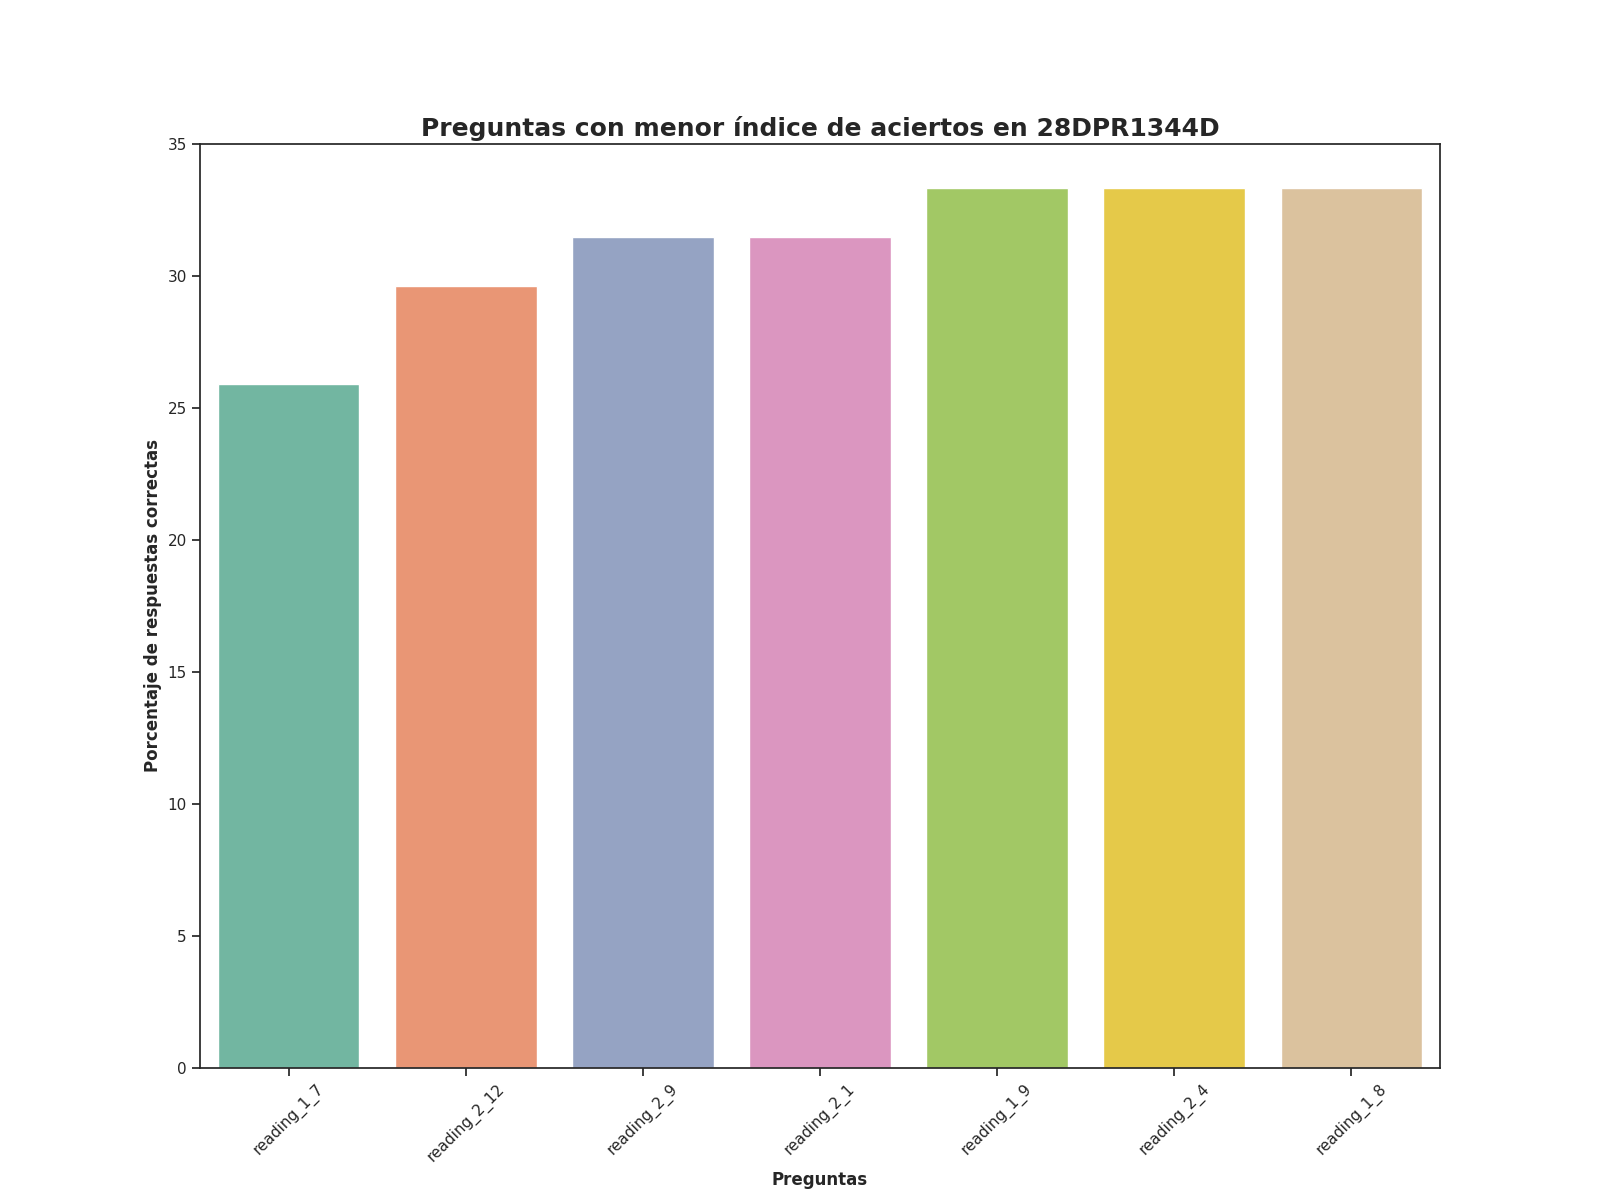 Preguntas con menor índice de aciertos en 28DPR1344D
Porcentaje de respuestas correctas
35
30
25
20
15
10
5
0
reading_1_7
reading_2_12
reading_2_9
reading_2_1
reading_1_9
reading_2_4
reading_1_8
Preguntas